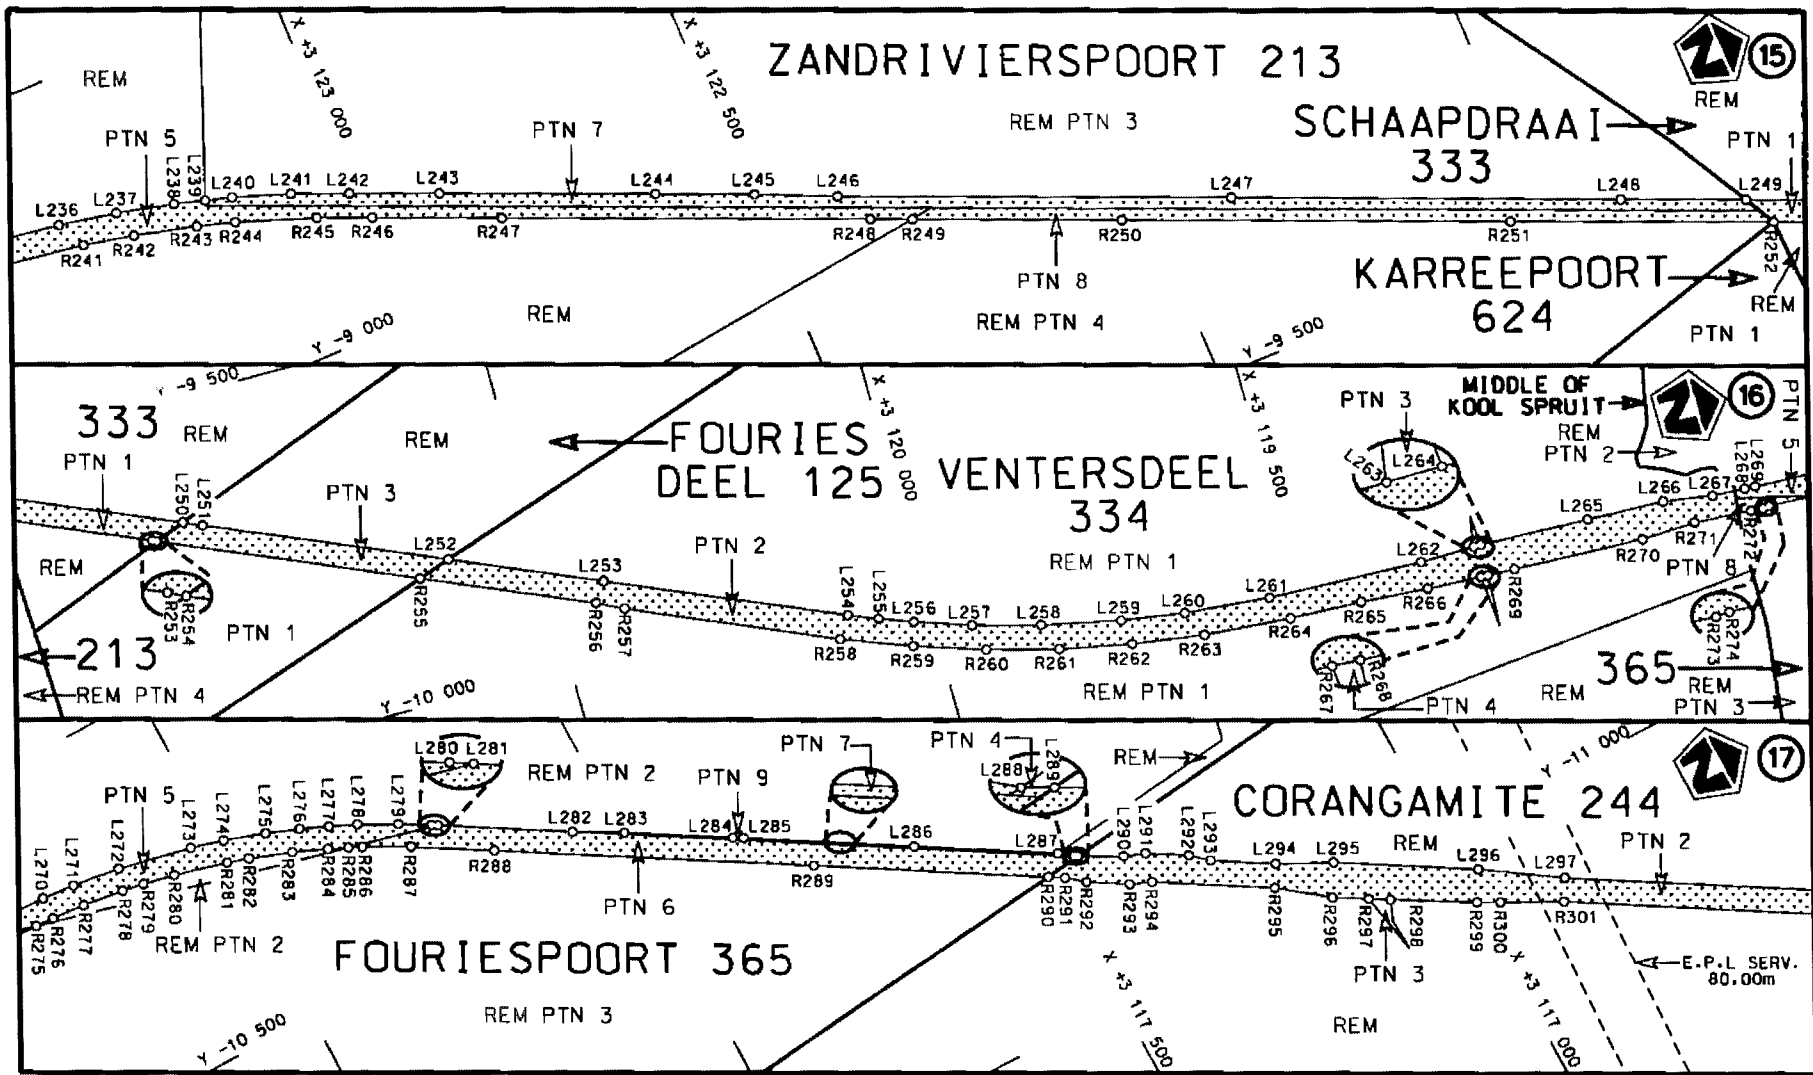 X +3 123 000
X +3 122 500
ZANDRIVIERSPOORT 213
15
REM
REM
REM PTN 3
SCHAAPDRAAI
333
PTN 1
PTN 5
PTN 7
L236
L237
L238
L239
L240
L241
L242
L243
L244
L245
L246
L247
L248
L249
R241
R242
R243
R244
R245
R246
R247
R248
R249
R250
R251
R252
PTN 8
KARREEPOORT
624
REM
REM PTN 4
REM
PTN 1
Y -9 000
Y -9 500
Y -9 500
333
REM
PTN 1
REM
FOURIES
DEEL 125
X +3 120 000
VENTERSDEEL
334
X +3 119 500
PTN 3
MIDDLE OF
KOOL SPRUIT
REM
PTN 2
16
PTN 5
L250
L251
PTN 3
L252
L253
PTN 2
REM PTN 1
L254
L255
L256
L257
L258
L259
L260
L261
L262
L263
L264
L265
L266
L267
L268
L269
REM
R253
R254
PTN 1
R255
R256
R257
R258
R259
R260
R261
R262
R263
R264
R265
R266
R267
R268
R269
R270
R271
R272
R273
R274
PTN 8
213
REM PTN 4
Y -10 000
REM PTN 1
PTN 4
REM
365
REM
PTN 3
L280
L281
REM PTN 2
PTN 9
PTN 7
PTN 4
L288
L289
REM
Y -11 000
17
CORANGAMITE 244
REM
PTN 2
PTN 5
L270
L271
L272
L273
L274
L275
L276
L277
L278
L279
L282
L283
L284
L285
L286
L287
L290
L291
L292
L293
L294
L295
L296
L297
R275
R276
R277
R278
R279
R280
R281
R282
R283
R284
R285
R286
R287
R288
R289
R290
R291
R292
R293
R294
R295
R296
R297
R298
R299
R300
R301
REM PTN 2
PTN 6
FOURIESPOORT 365
PTN 3
E.P.L SERV.
80.00m
REM PTN 3
REM
Y -10 500
X +3 117 500
X +3 117 000